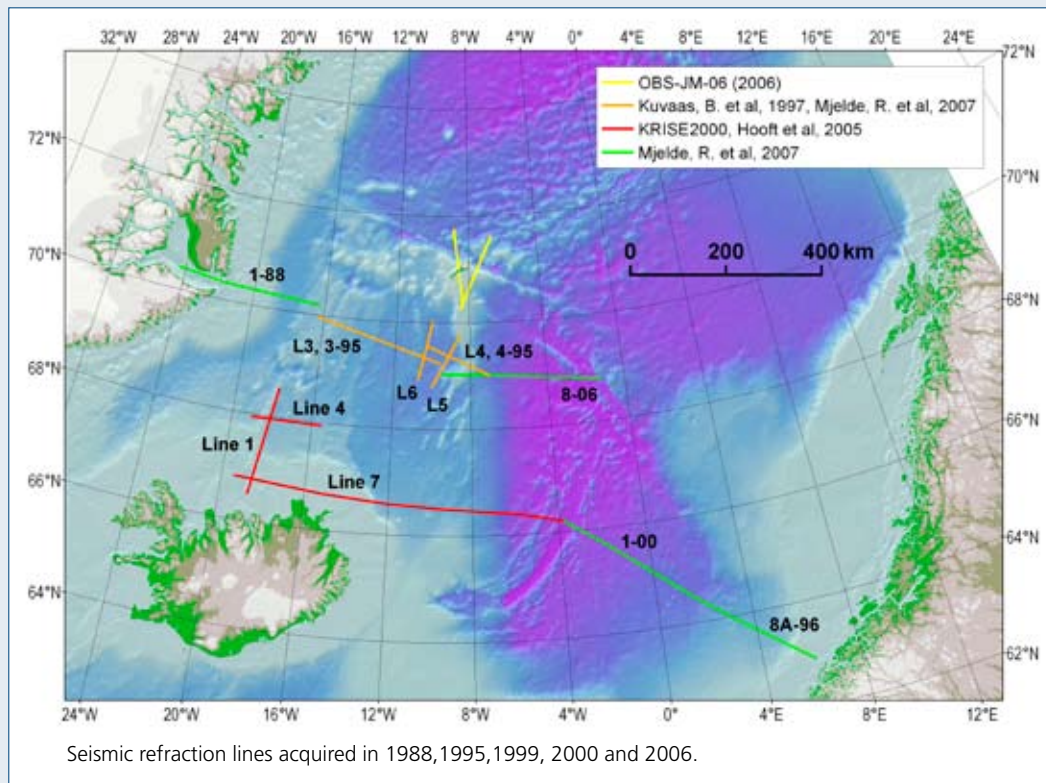 32°W 28°W 24°W 20°W 16°W 12°W 8°W 4°W 0° 4°E 8°E 12°E 16°E 20°E 24°E
72°N
OBS-JM-06 (2006)
Kuvaas, B. et al, 1997, Mjelde, R. et al, 2007
KRISE2000, Hooft et al, 2005
Mjelde, R. et al, 2007
72°N
70°N
0 200 400 km
70°N
1-88
68°N
L3, 3-95
L4, 4-95
68°N
L6
L5
8-06
66°N
Line 4
Line 1
66°N
Line 7
1-00
64°N
64°N
8A-96
62°N
24°W 20°W 16°W 12°W 8°W 4°W 0° 4°E 8°E 12°E
Seismic refraction lines acquired in 1988,1995,1999, 2000 and 2006.